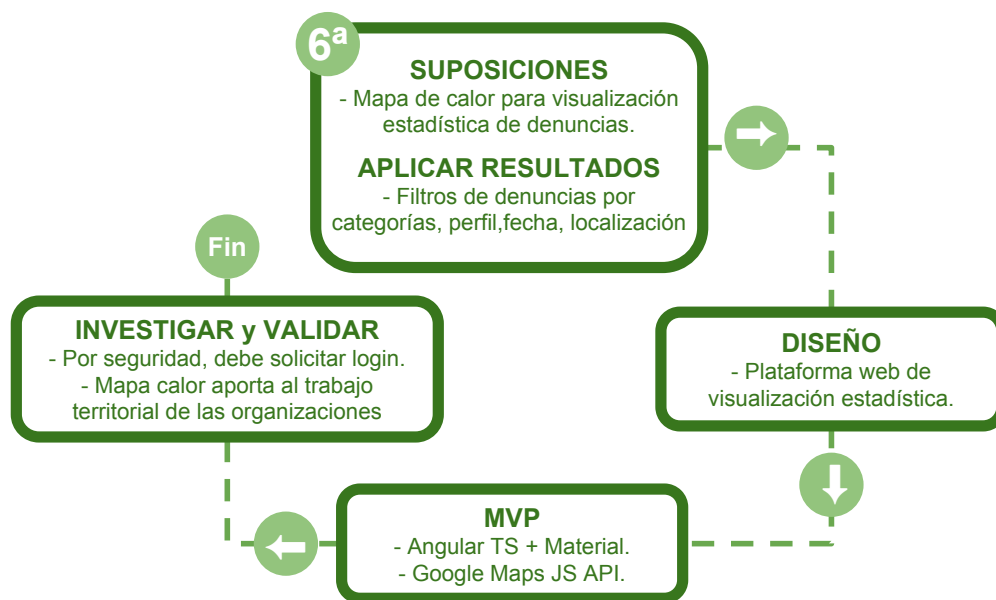 6ª
SUPOSICIONES
- Mapa de calor para visualización
estadística de denuncias.
APLICAR RESULTADOS
- Filtros de denuncias por
categorías, perfil,fecha, localización
DISEÑO
- Plataforma web de
visualización estadística.
MVP
- Angular TS + Material.
- Google Maps JS API.
INVESTIGAR y VALIDAR
- Por seguridad, debe solicitar login.
- Mapa calor aporta al trabajo
territorial de las organizaciones
Fin